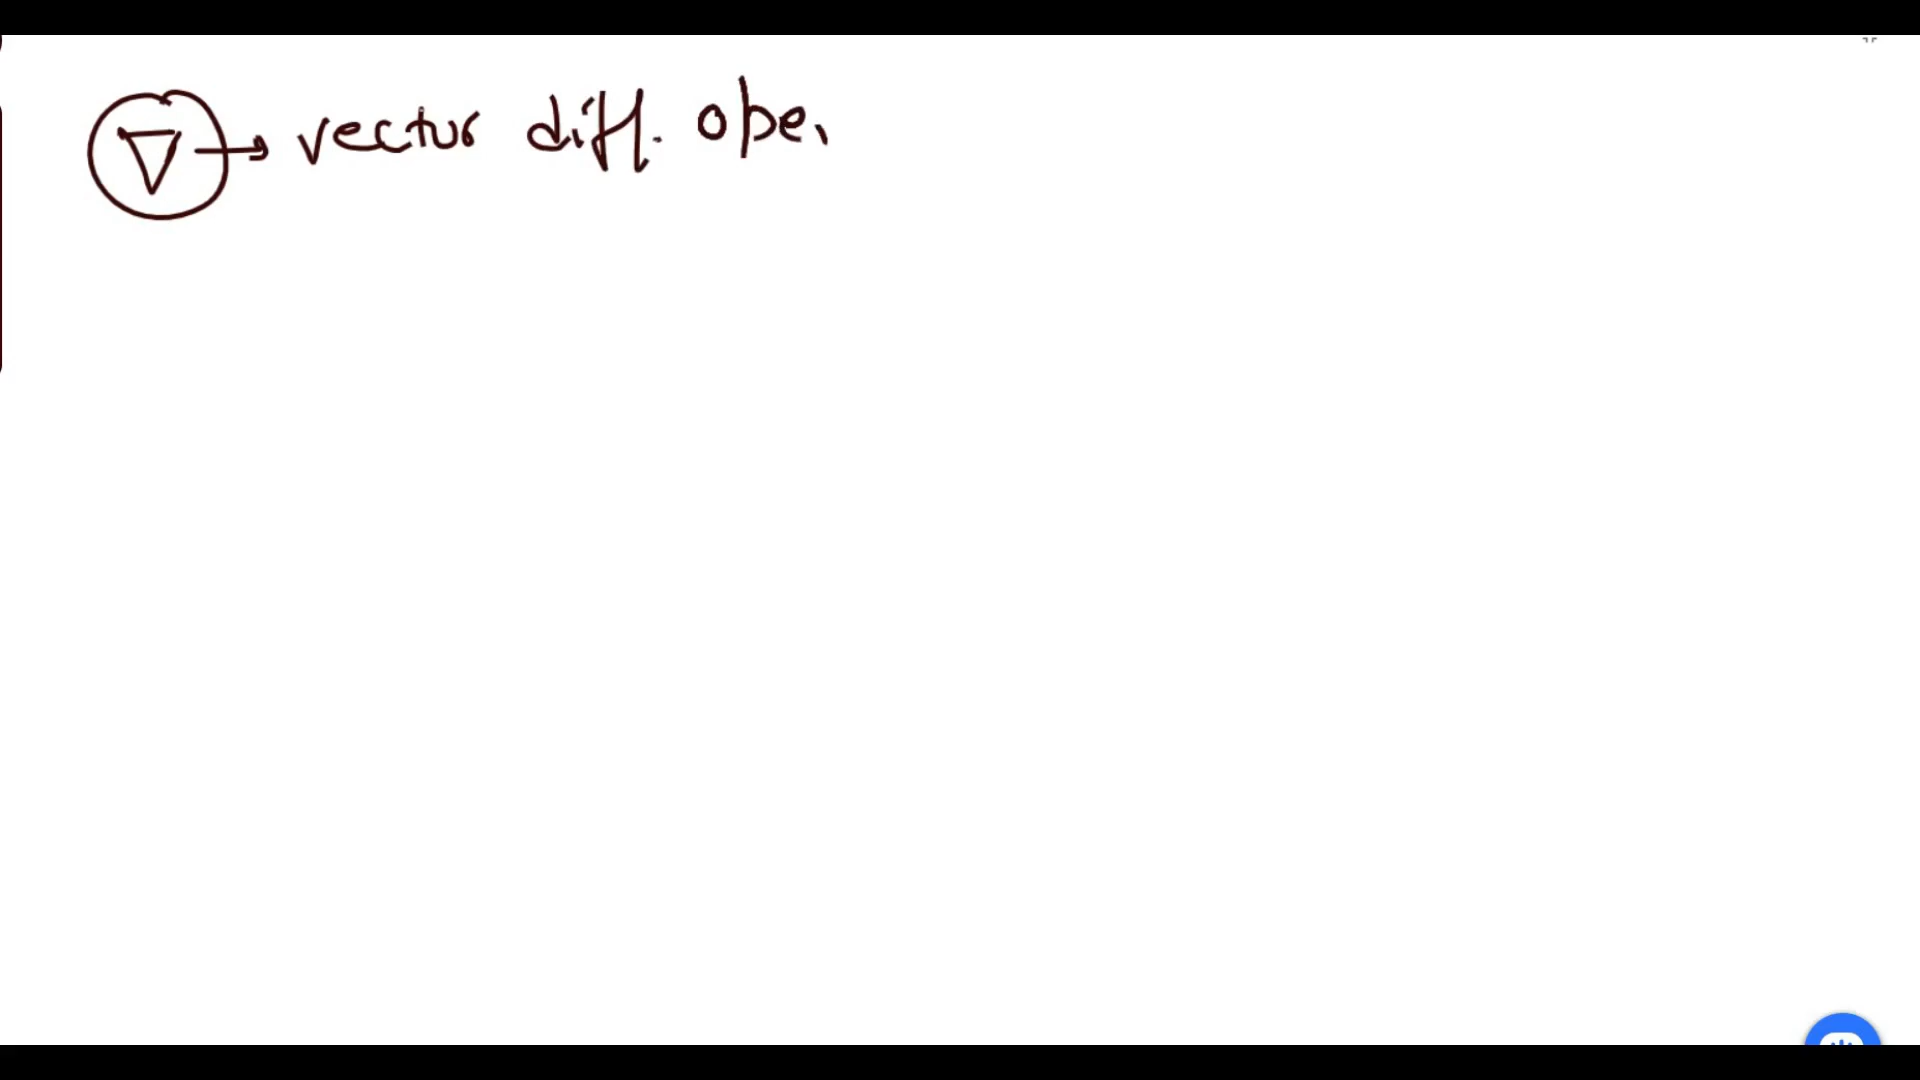 ∇ → vector diff. ope.